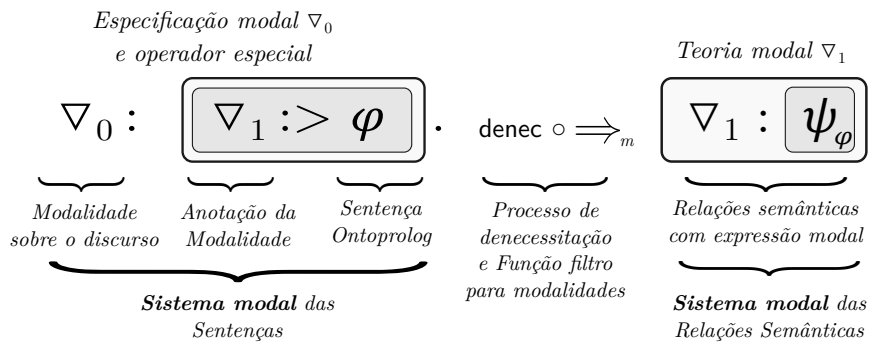 Especificação modal ∇₀
e operador especial
Teoria modal ∇₁
∇₀ : ∇₁ :> φ . denec ∘ ⟹ₘ ∇₁ : ψ_φ
Modalidade
sobre o discurso
Anotação da
Modalidade
Sentença
Ontoprolog
Processo de
denecessitação
e Função filtro
para modalidades
Relações semânticas
com expressão modal
Sistema modal das
Sentenças
Sistema modal das
Relações Semânticas